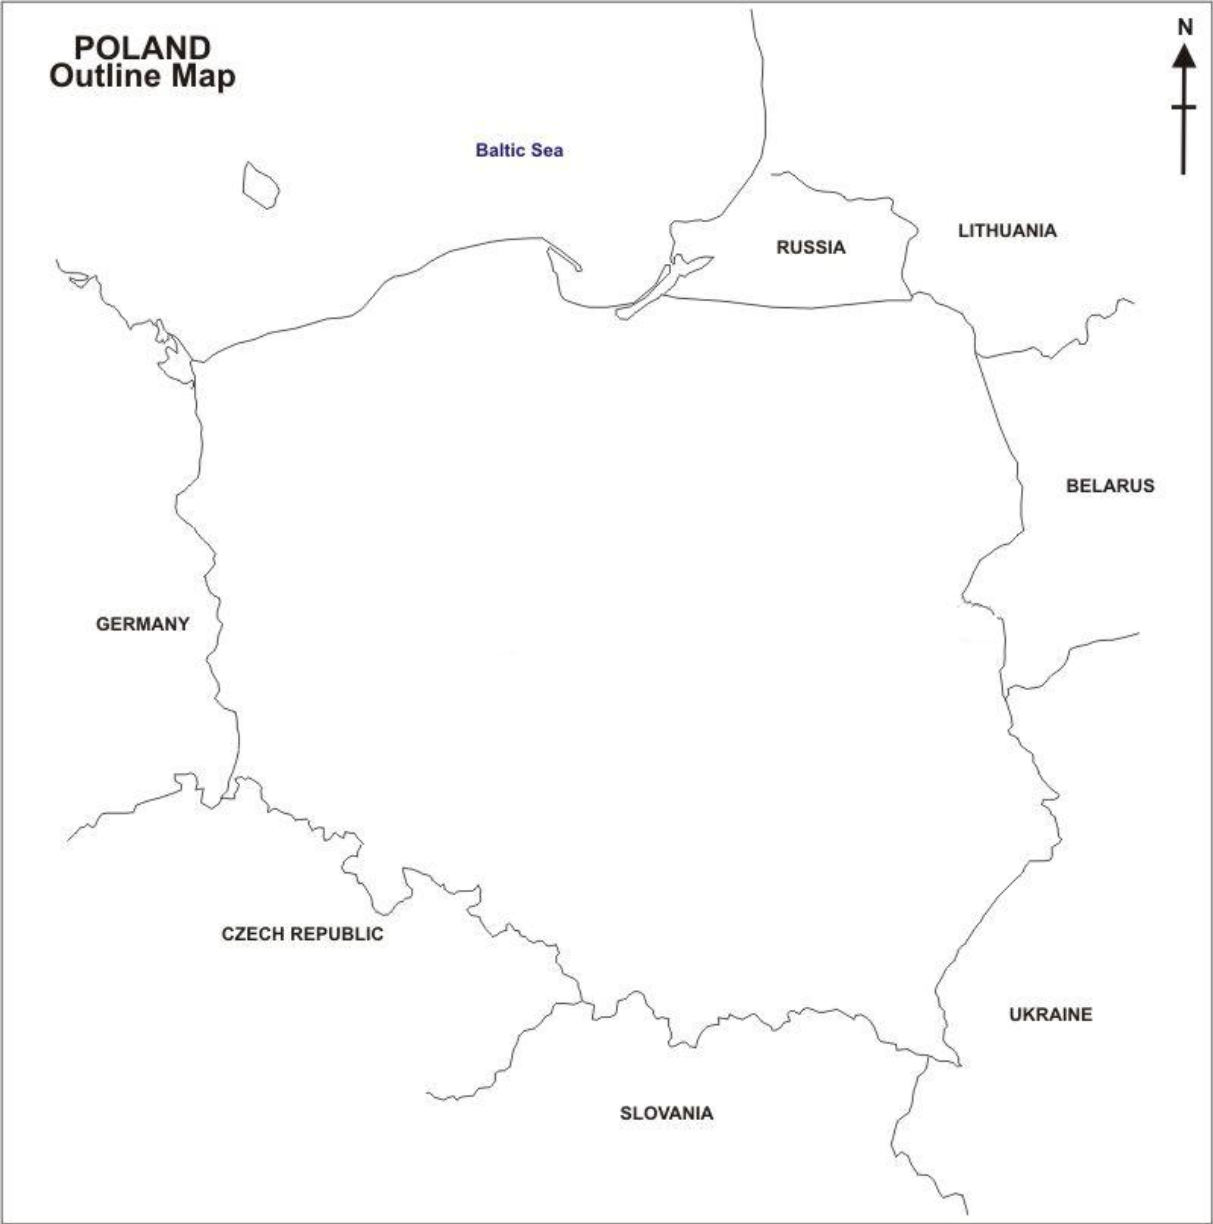 POLAND
Outline Map
N
Baltic Sea
RUSSIA
LITHUANIA
BELARUS
GERMANY
CZECH REPUBLIC
UKRAINE
SLOVANIA